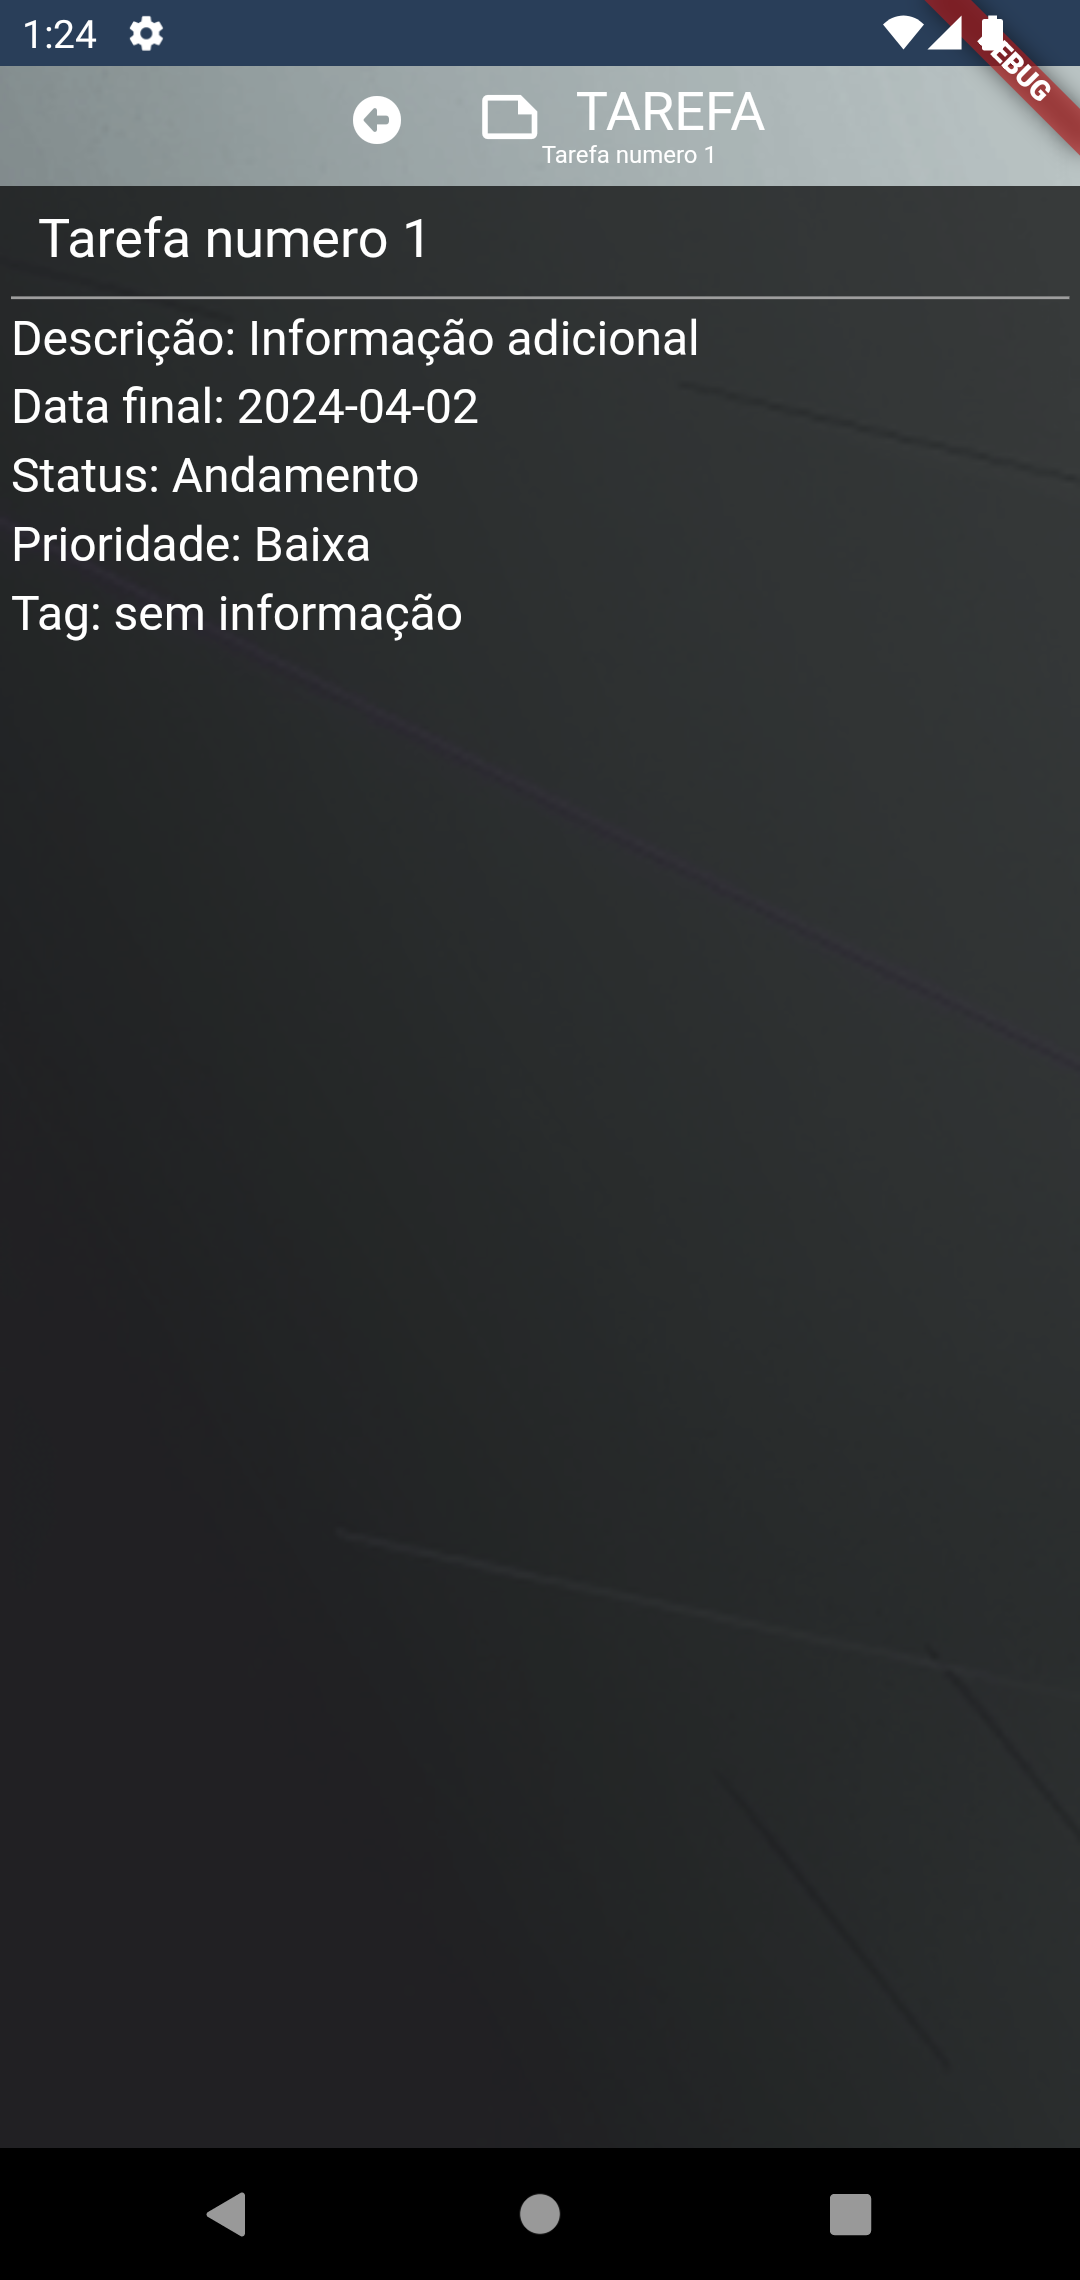 1:24
EBUG
TAREFA
Tarefa numero 1
Tarefa numero 1
Descrição: Informação adicional
Data final: 2024-04-02
Status: Andamento
Prioridade: Baixa
Tag: sem informação